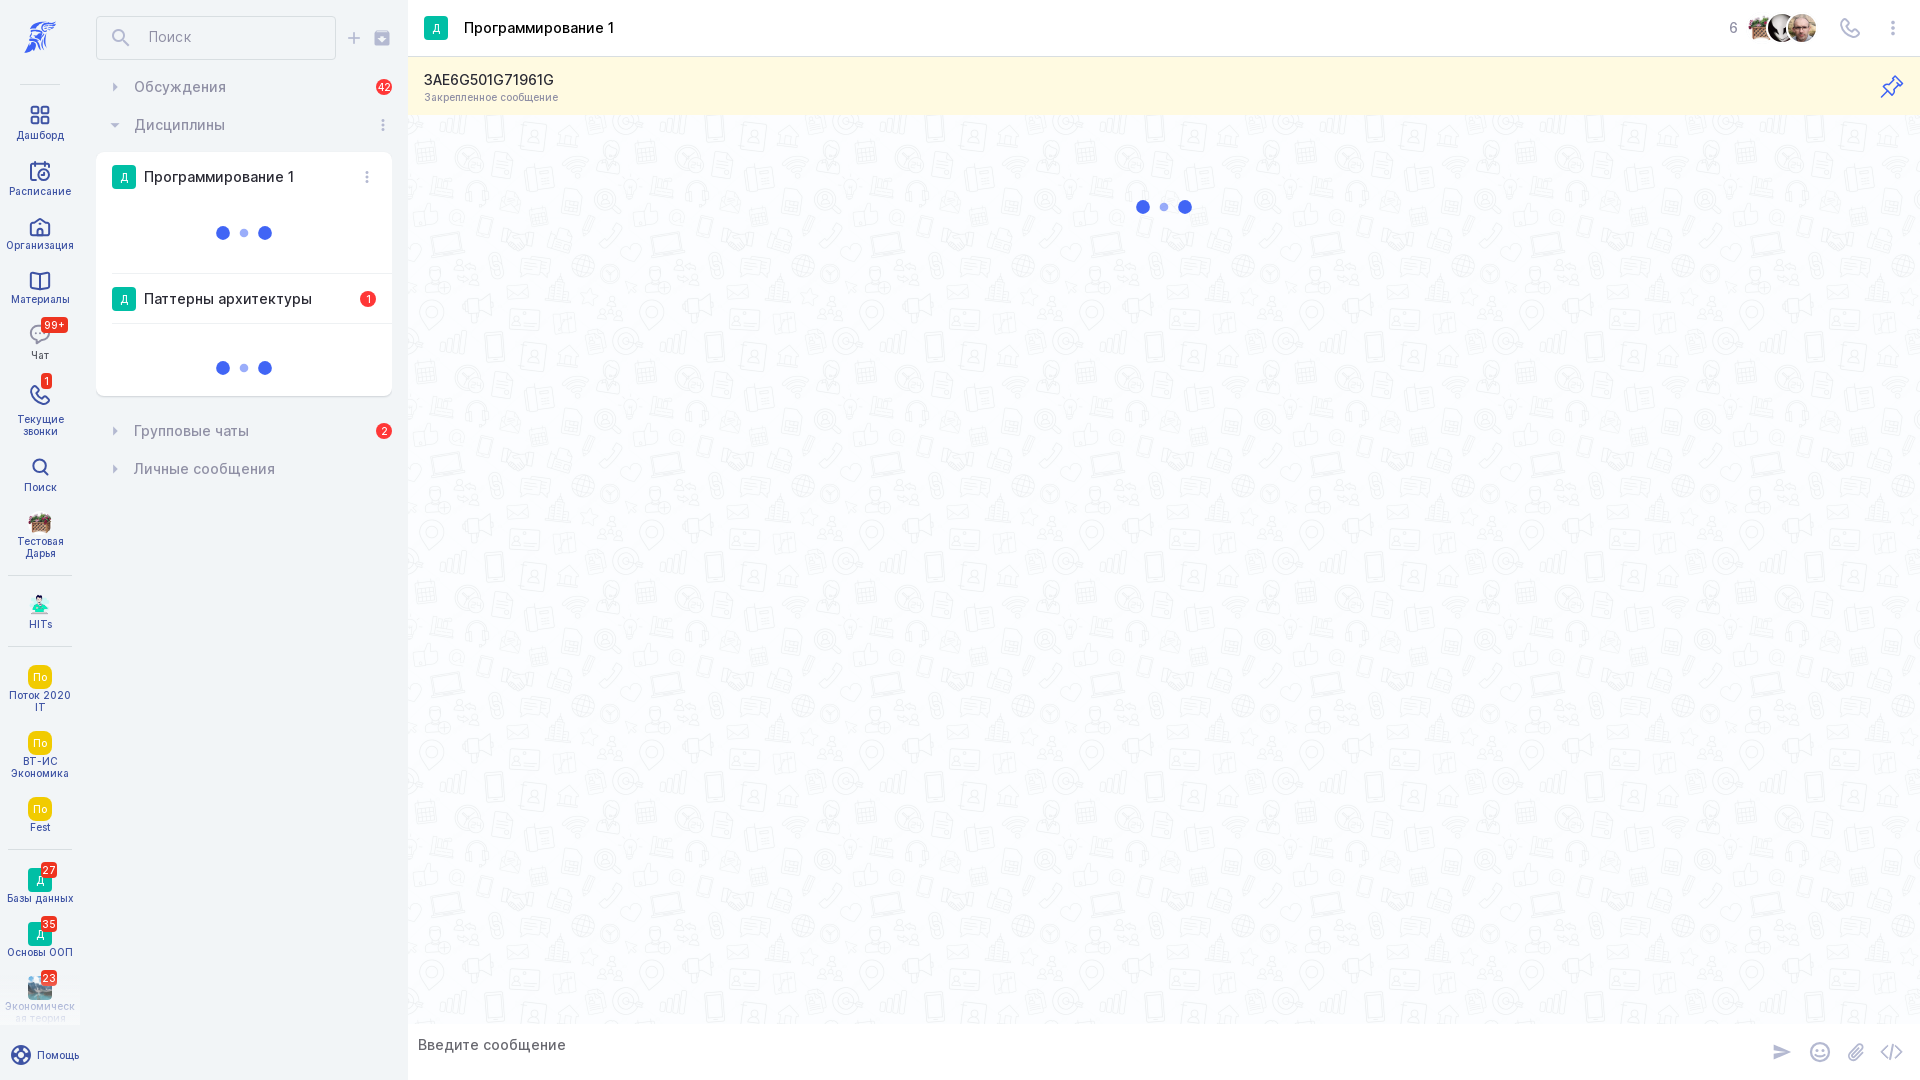 Поиск
Обсуждения
42
Дисциплины
Д
Программирование 1
Д
Паттерны архитектуры
1
Групповые чаты
2
Личные сообщения
Дашборд
Расписание
Организация
Материалы
99+
Чат
1
Текущие
звонки
Поиск
Тестовая
Дарья
HITs
По
Поток 2020
IT
По
ВТ-ИС
Экономика
По
Fest
27
Д
Базы данных
35
Д
Основы ООП
23
Экономическ
ая теория
Помощь
Д
Программирование 1
6
3AE6G501G71961G
Закрепленное сообщение
Введите сообщение